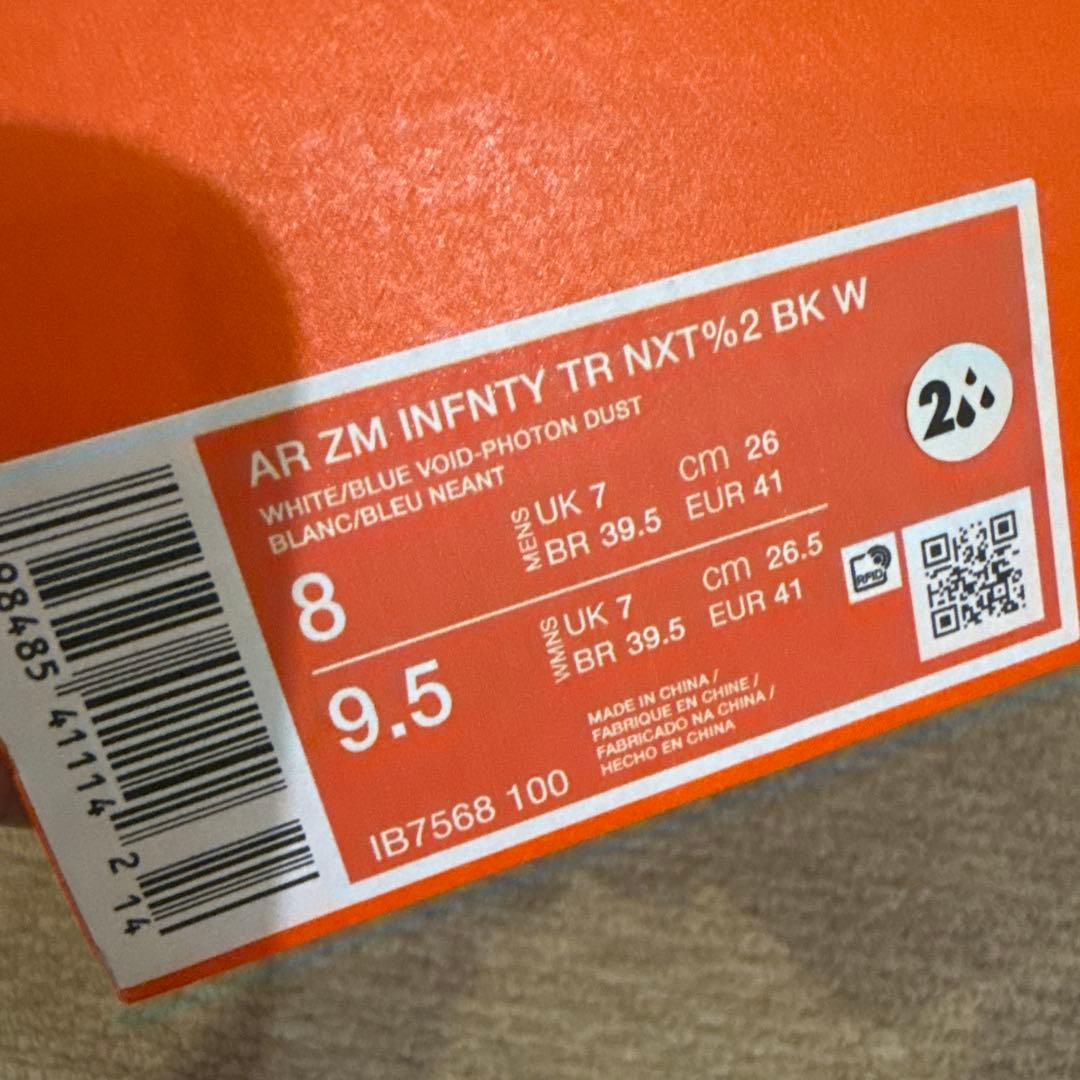 AR ZM INFNTY TR NXT%2 BK W
WHITE/BLUE VOID-PHOTON DUST
BLANC/BLEU NEANT
8
MENS
UK 7 cm 26
BR 39.5 EUR 41
9.5
WMNS
UK 7 cm 26.5
BR 39.5 EUR 41
MADE IN CHINA /
FABRIQUE EN CHINE /
FABRICADO NA CHINA /
HECHO EN CHINA
IB7568 100
2
RFID
98485 41114 2 14